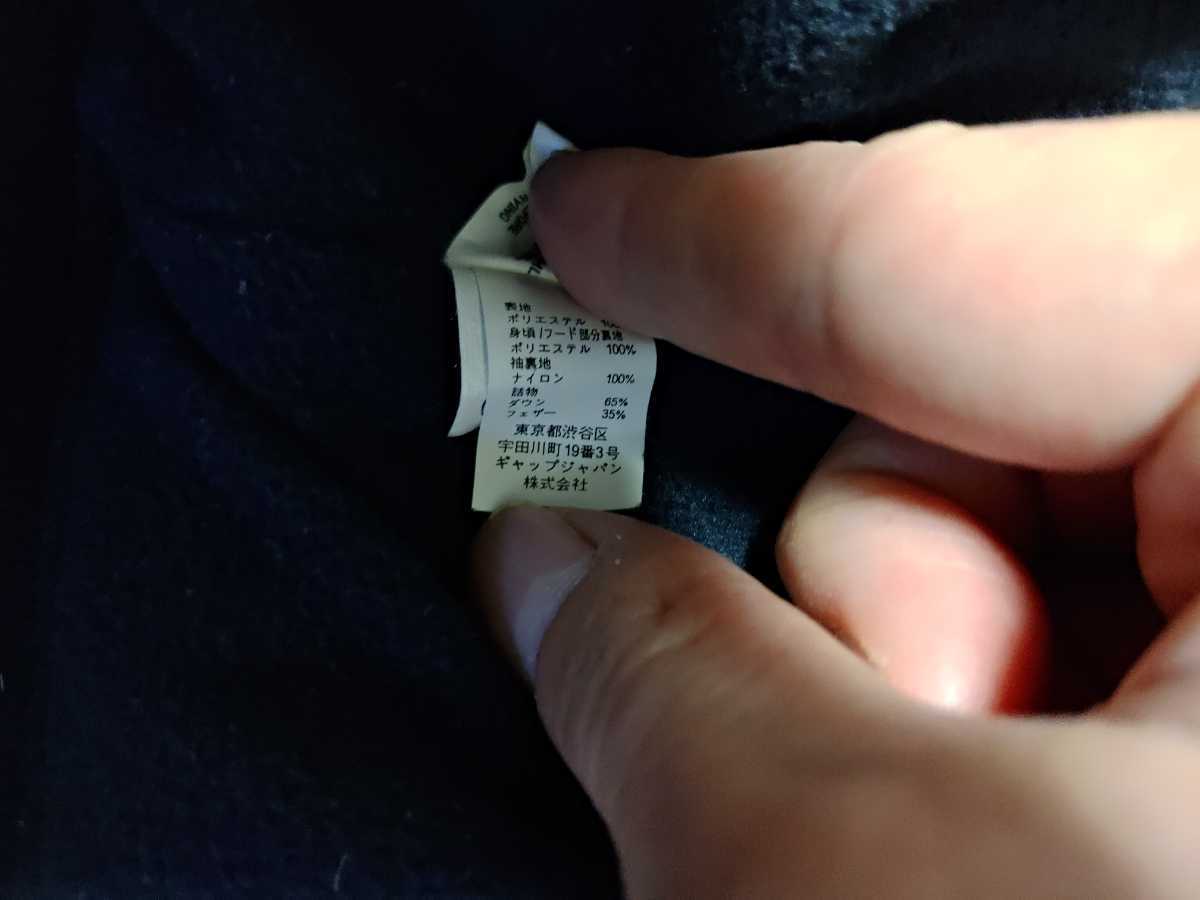 表地
ポリエステル 100
身頃/フード部分裏地
ポリエステル 100%
袖裏地
ナイロン 100%
詰物
ダウン 65%
フェザー 35%
東京都渋谷区
宇田川町19番3号
ギャップジャパン
株式会社